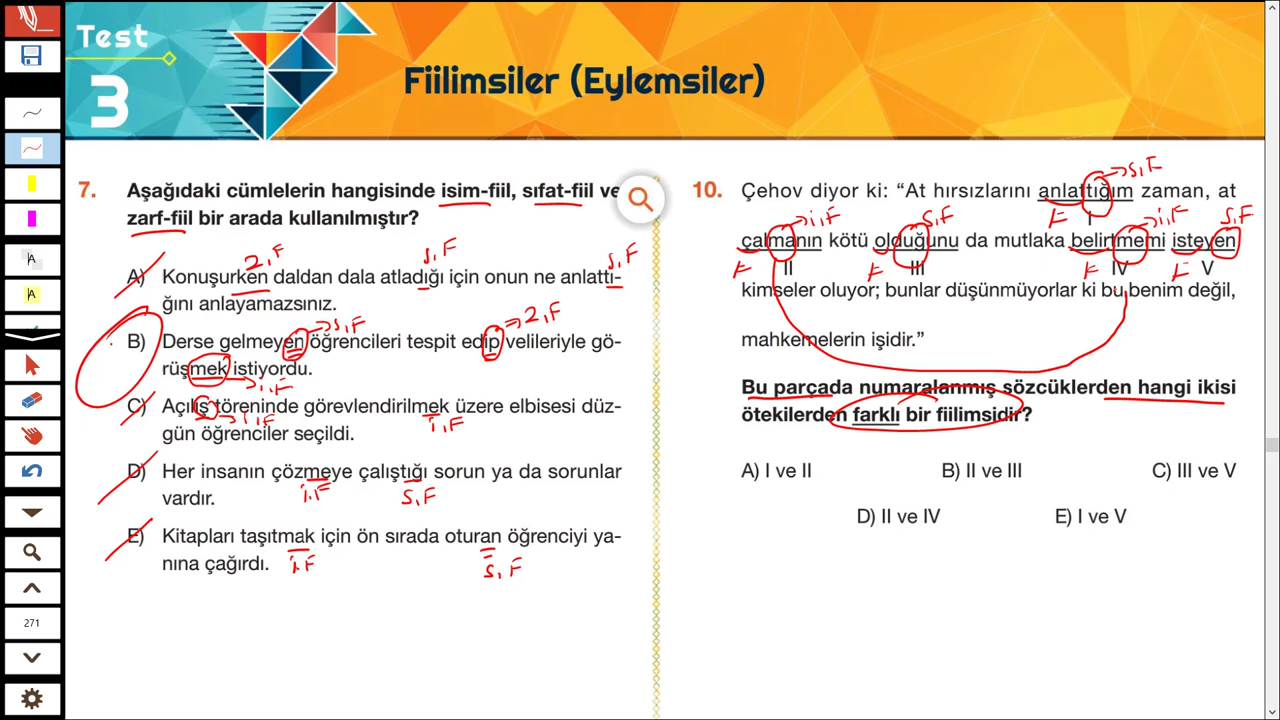 Test
3
Fiilimsiler (Eylemsiler)
7. Aşağıdaki cümlelerin hangisinde isim-fiil, sıfat-fiil ve
zarf-fiil bir arada kullanılmıştır?
Z.F
S.F
S.F
A) Konuşurken daldan dala atladığı için onun ne anlattı-
ğını anlayamazsınız.
S.F
Z.F
B) Derse gelmeyen öğrencileri tespit edip velileriyle gö-
rüşmek istiyordu.
i.F
C) Açılış töreninde görevlendirilmek üzere elbisesi düz-
i.F
i.F
gün öğrenciler seçildi.
D) Her insanın çözmeye çalıştığı sorun ya da sorunlar
i.F
S.F
vardır.
E) Kitapları taşıtmak için ön sırada oturan öğrenciyi ya-
nına çağırdı.
i.F
S.F
S.F
10. Çehov diyor ki: “At hırsızlarını anlattığım zaman, at
F
I
i.F
S.F
i.F
S.F
çalmanın kötü olduğunu da mutlaka belirtmemi isteyen
F
II
F
III
F
IV
F
V
kimseler oluyor; bunlar düşünmüyorlar ki bu benim değil,
mahkemelerin işidir.”
Bu parçada numaralanmış sözcüklerden hangi ikisi
ötekilerden farklı bir fiilimsidir?
A) I ve II
B) II ve III
C) III ve V
D) II ve IV
E) I ve V
A
A
271